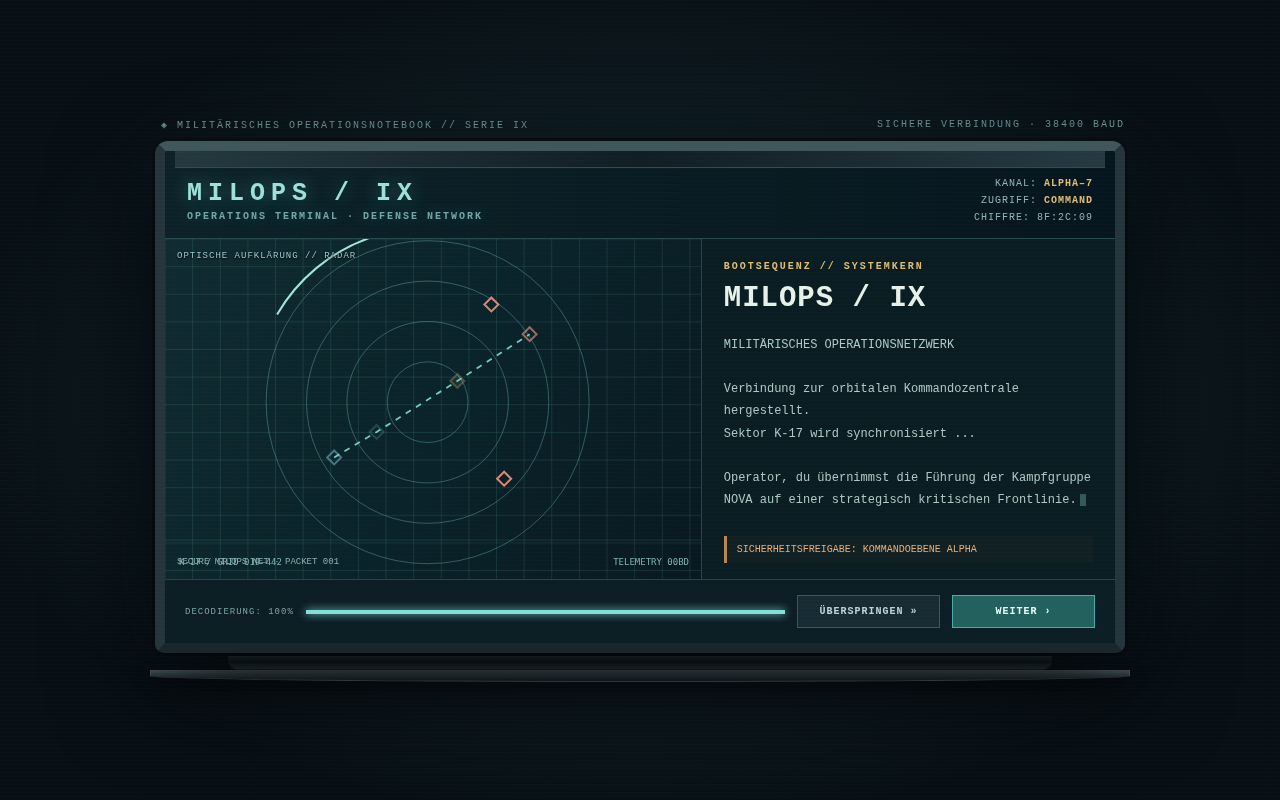 ◈ MILITÄRISCHES OPERATIONSNOTEBOOK // SERIE IX
SICHERE VERBINDUNG · 38400 BAUD
MILOPS / IX
OPERATIONS TERMINAL · DEFENSE NETWORK
KANAL: ALPHA–7
ZUGRIFF: COMMAND
CHIFFRE: 8F:2C:09
OPTISCHE AUFKLÄRUNG // RADAR
PACKET 001
TELEMETRY 00BD
BOOTSEQUENZ // SYSTEMKERN
MILOPS / IX
MILITÄRISCHES OPERATIONSNETZWERK
Verbindung zur orbitalen Kommandozentrale
hergestellt.
Sektor K-17 wird synchronisiert ...
Operator, du übernimmst die Führung der Kampfgruppe
NOVA auf einer strategisch kritischen Frontlinie.
SICHERHEITSFREIGABE: KOMMANDOEBENE ALPHA
DECODIERUNG: 100%
ÜBERSPRINGEN »
WEITER ›